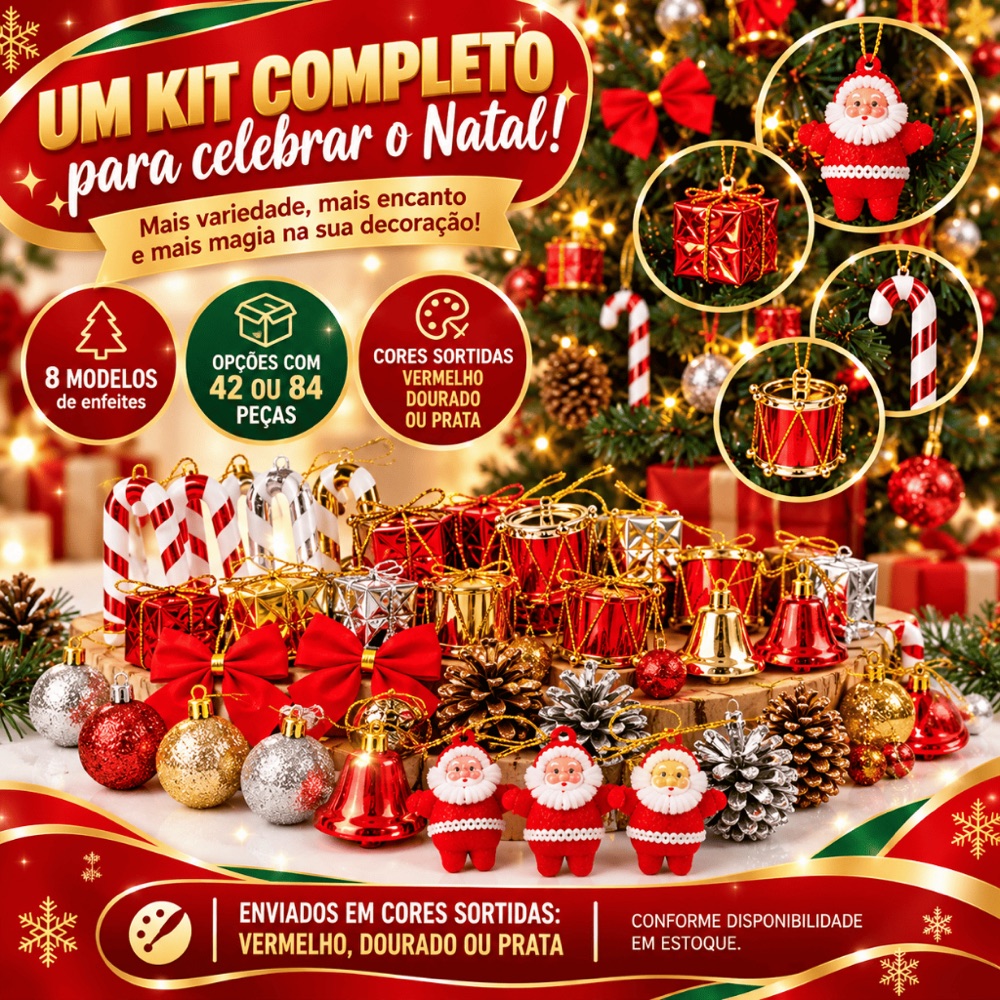 UM KIT COMPLETO
para celebrar o Natal!
Mais variedade, mais encanto
e mais magia na sua decoração!
8 MODELOS
de enfeites
OPÇÕES COM
42 OU 84
PEÇAS
CORES SORTIDAS
VERMELHO
DOURADO
OU PRATA
ENVIADOS EM CORES SORTIDAS:
VERMELHO, DOURADO OU PRATA
CONFORME DISPONIBILIDADE
EM ESTOQUE.